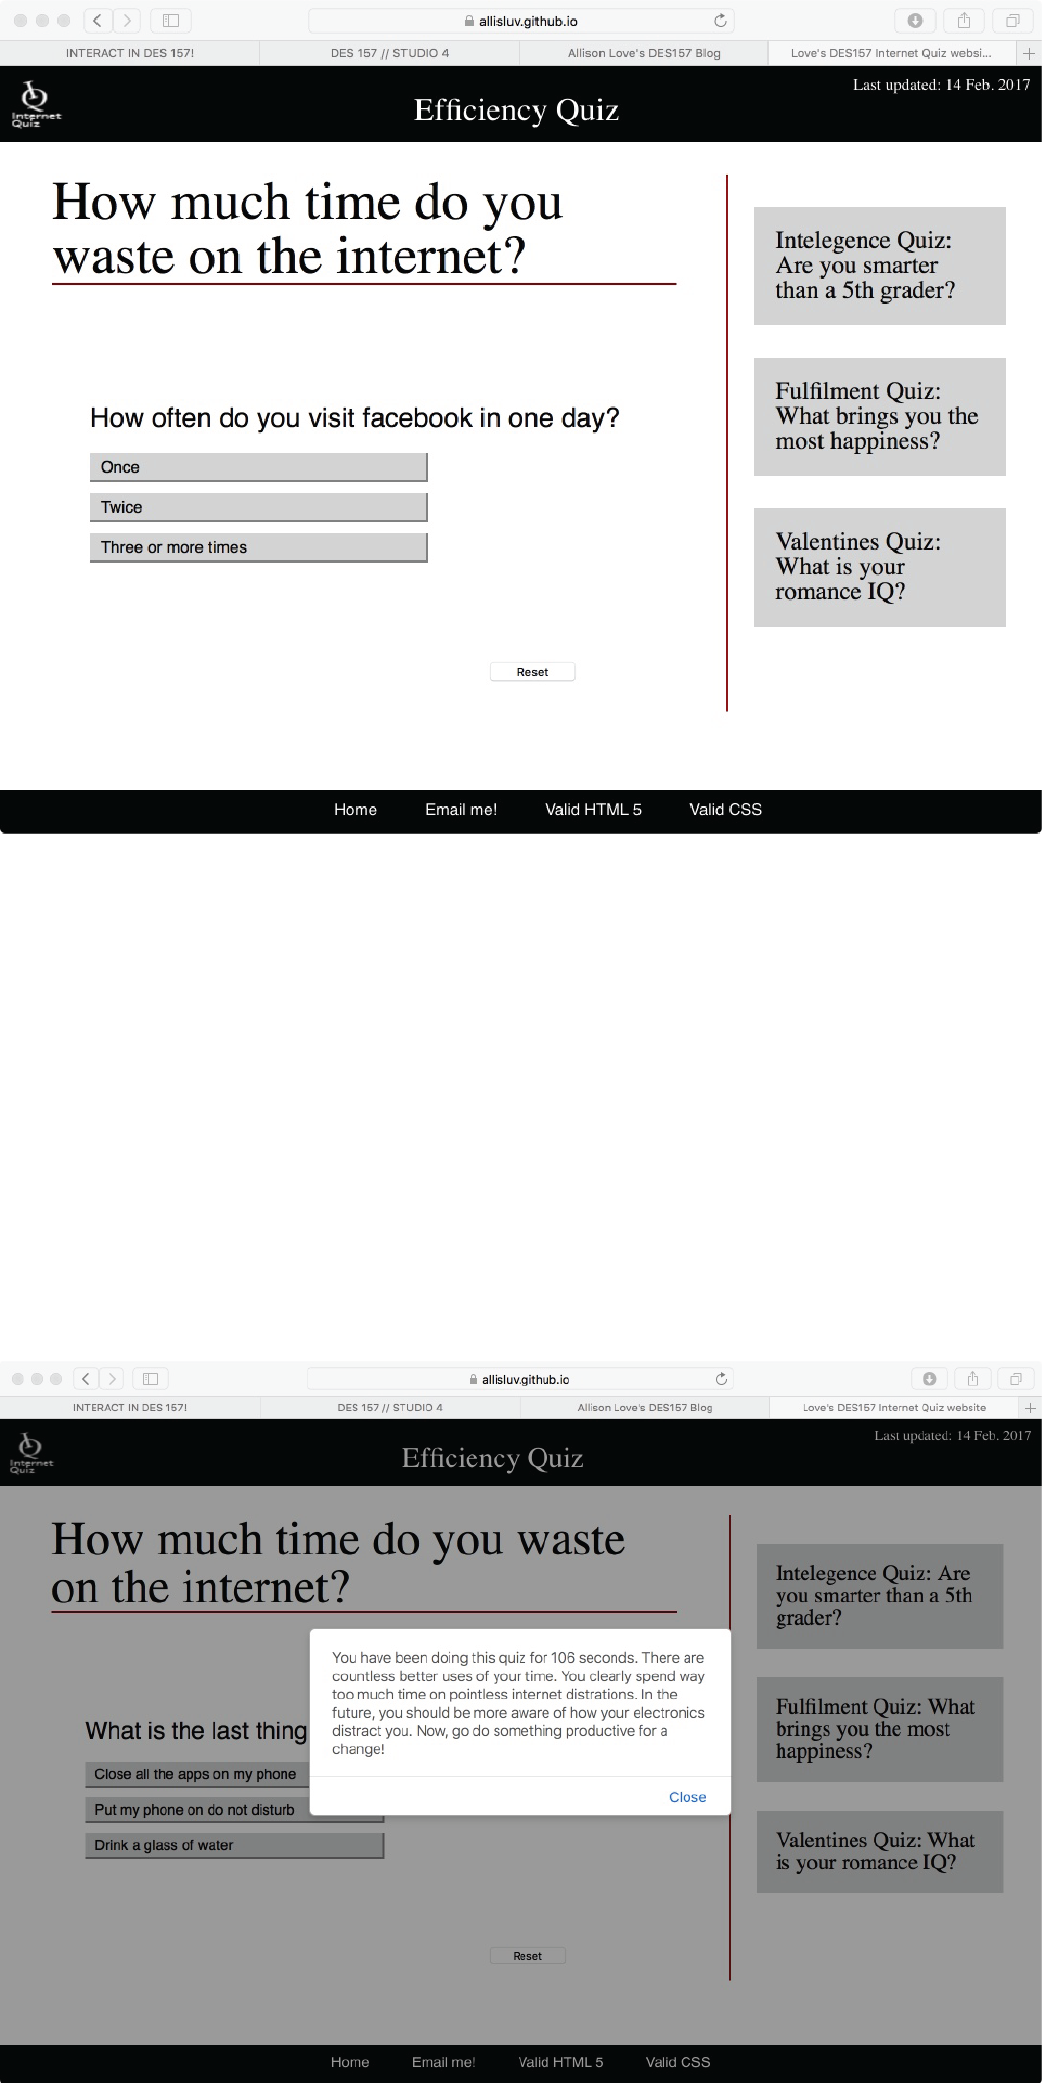 allisluv.github.io
INTERACT IN DES 157!
DES 157 // STUDIO 4
Allison Love's DES157 Blog
Love's DES157 Internet Quiz websi...
Internet
Quiz
Efficiency Quiz
Last updated: 14 Feb. 2017
How much time do you
waste on the internet?
How often do you visit facebook in one day?
Once
Twice
Three or more times
Reset
Intelegence Quiz:
Are you smarter
than a 5th grader?
Fulfilment Quiz:
What brings you the
most happiness?
Valentines Quiz:
What is your
romance IQ?
Home
Email me!
Valid HTML 5
Valid CSS
allisluv.github.io
INTERACT IN DES 157!
DES 157 // STUDIO 4
Allison Love's DES157 Blog
Love's DES157 Internet Quiz website
Internet
Quiz
Efficiency Quiz
Last updated: 14 Feb. 2017
How much time do you waste
on the internet?
What is the last thing
Close all the apps on my phone
Put my phone on do not disturb
Drink a glass of water
You have been doing this quiz for 106 seconds. There are
countless better uses of your time. You clearly spend way
too much time on pointless internet distrations. In the
future, you should be more aware of how your electronics
distract you. Now, go do something productive for a
change!
Close
Reset
Intelegence Quiz: Are
you smarter than a 5th
grader?
Fulfilment Quiz: What
brings you the most
happiness?
Valentines Quiz: What
is your romance IQ?
Home
Email me!
Valid HTML 5
Valid CSS